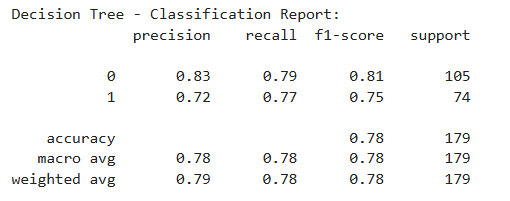 Decision Tree - Classification Report:
precision recall f1-score support
0 0.83 0.79 0.81 105
1 0.72 0.77 0.75 74
accuracy 0.78 179
macro avg 0.78 0.78 0.78 179
weighted avg 0.79 0.78 0.78 179